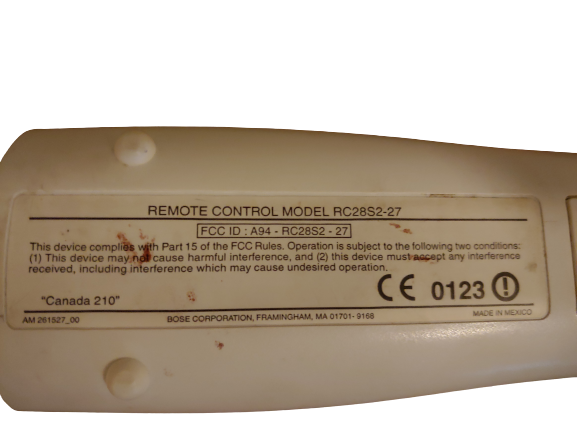 REMOTE CONTROL MODEL RC28S2-27
FCC ID : A94 - RC28S2 - 27
This device complies with Part 15 of the FCC Rules. Operation is subject to the following two conditions:
(1) This device may not cause harmful interference, and (2) this device must accept any interference
received, including interference which may cause undesired operation.
CE 0123
"Canada 210"
AM 261527_00 BOSE CORPORATION, FRAMINGHAM, MA 01701- 9168 MADE IN MEXICO